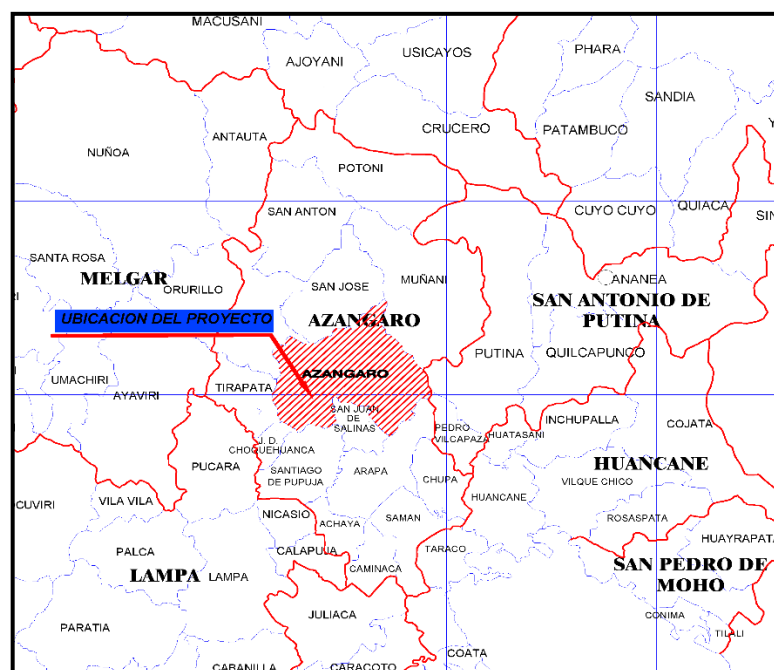 MACUSANI
AJOYANI
USICAYOS
PHARA
SANDIA
NUÑOA
ANTAUTA
CRUCERO
PATAMBUCO
POTONI
SAN ANTON
CUYO CUYO
QUIACA
SIN
SANTA ROSA
MELGAR
ORURILLO
SAN JOSE
MUÑANI
ANANEA
SAN ANTONIO DE
PUTINA
UBICACION DEL PROYECTO
AZANGARO
PUTINA
QUILCAPUNCO
UMACHIRI
AYAVIRI
TIRAPATA
AZANGARO
SAN JUAN
DE
SALINAS
PEDRO
VILCAPAZA
HUATASANI
INCHUPALLA
COJATA
J. D.
CHOQUEHUANCA
PUCARA
SANTIAGO
DE PUPUJA
ARAPA
CHUPA
HUANCANE
HUANCANE
VILQUE CHICO
OCUVIRI
VILA VILA
NICASIO
ACHAYA
SAMAN
ROSASPATA
HUAYRAPATA
PALCA
LAMPA
LAMPA
CALAPUJA
CAMINACA
TARACO
SAN PEDRO DE
MOHO
PARATIA
JULIACA
CONIMA
TILALI
CABANILLA
CARACOTO
COATA